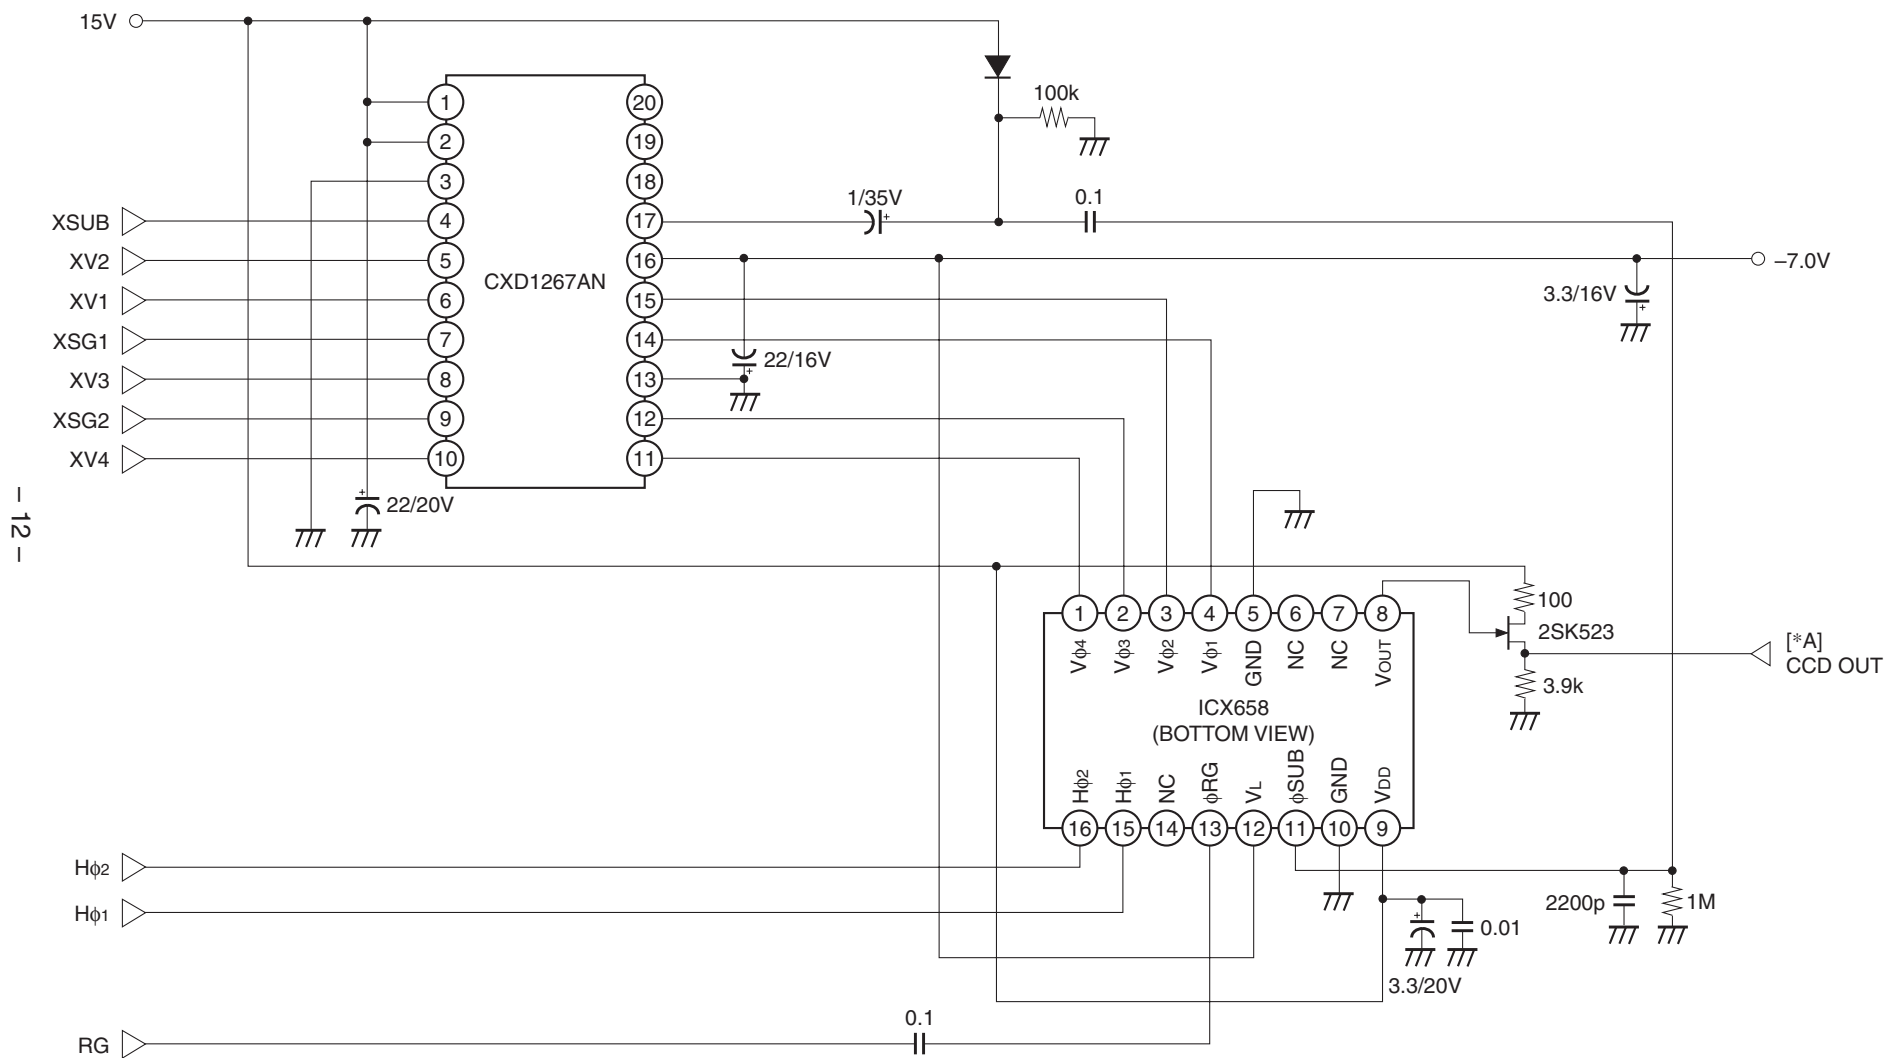 15V
1
20
100k
2
19
3
18
1/35V
0.1
XSUB
4
17
XV2
5
16
–7.0V
CXD1267AN
3.3/16V
XV1
6
15
XSG1
7
14
22/16V
XV3
8
13
XSG2
9
12
XV4
10
11
22/20V
– 12 –
100
1
2
3
4
5
6
7
8
2SK523
[*A]
CCD OUT
Vϕ4
Vϕ3
Vϕ2
Vϕ1
GND
NC
NC
VOUT
3.9k
ICX658
(BOTTOM VIEW)
Hϕ2
Hϕ1
NC
ϕRG
VL
ϕSUB
GND
VDD
16
15
14
13
12
11
10
9
Hϕ2
2200p
1M
Hϕ1
0.01
3.3/20V
0.1
RG